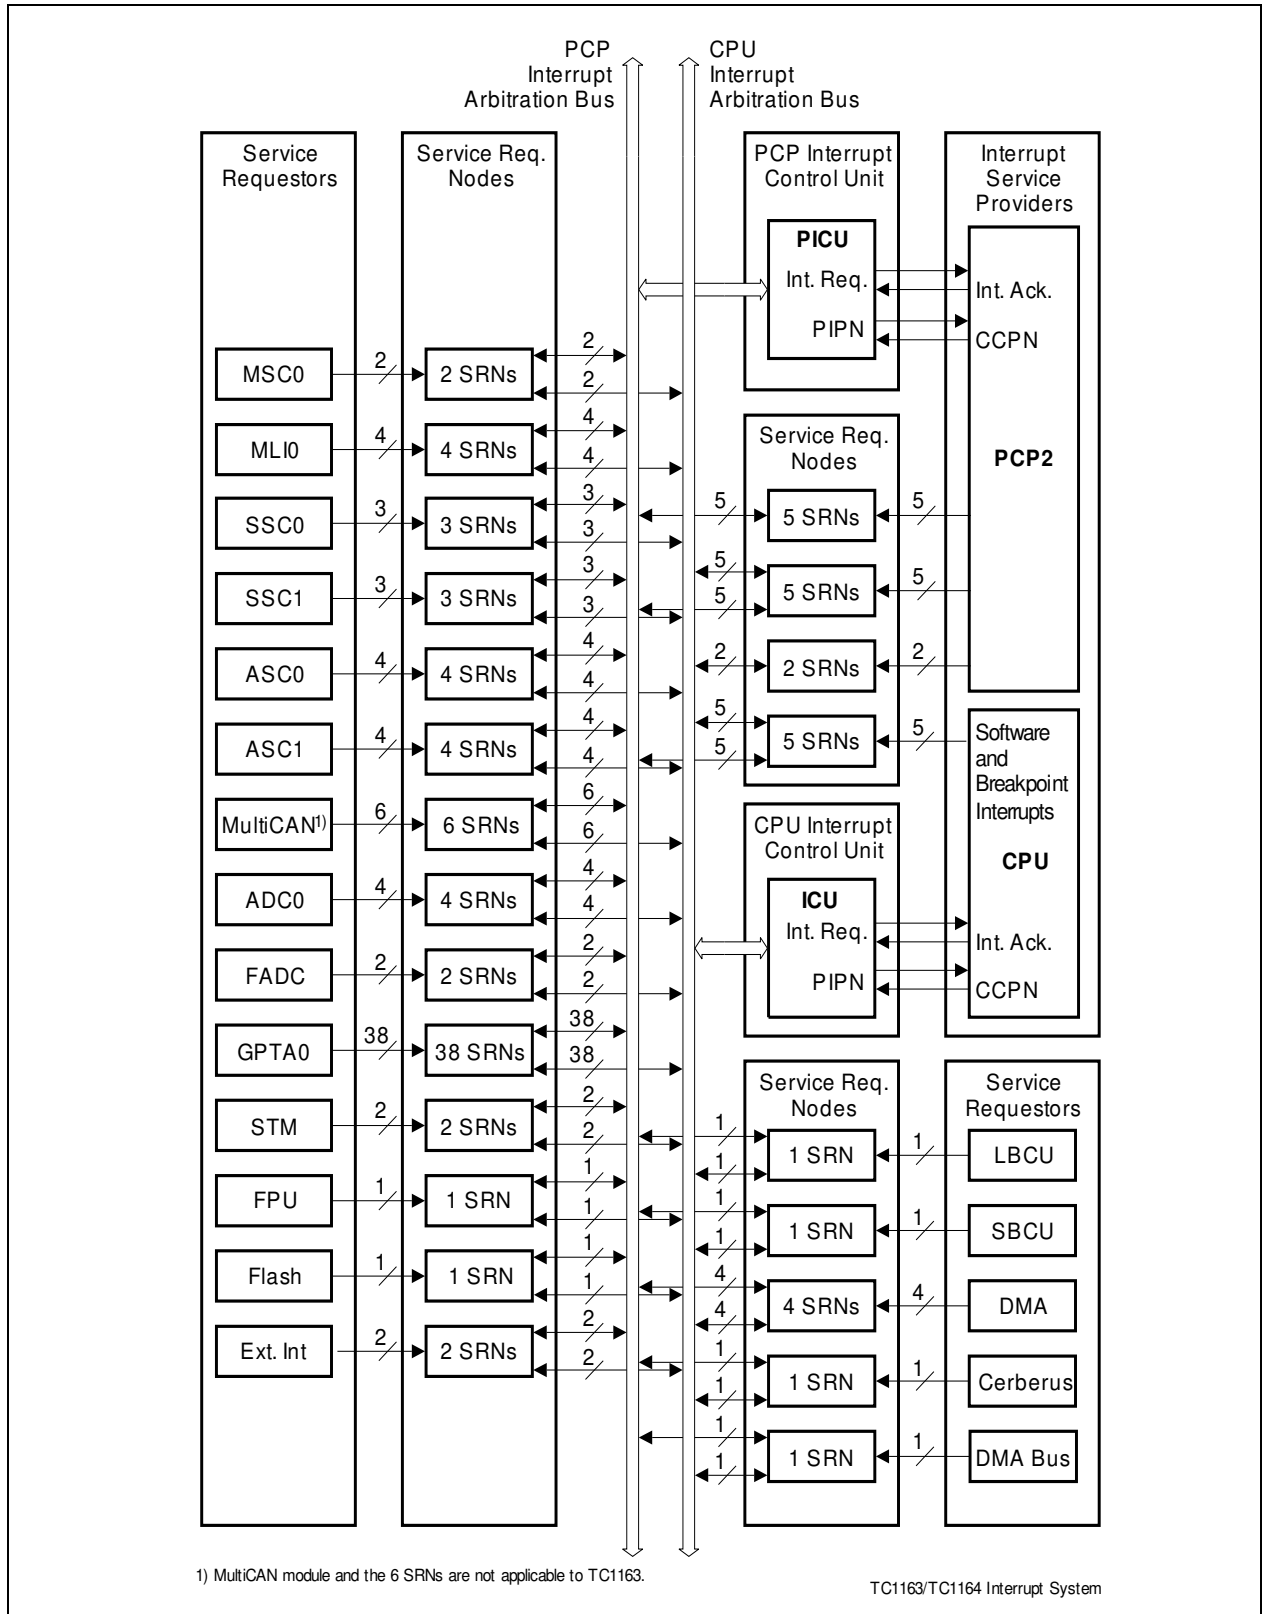 PCP
Interrupt
Arbitration Bus
CPU
Interrupt
Arbitration Bus
Service
Requestors
Service Req.
Nodes
PCP Interrupt
Control Unit
Interrupt
Service
Providers
PICU
Int. Req.
PIPN
Int. Ack.
CCPN
PCP2
MSC0
2
2 SRNs
2
2
MLI0
4
4 SRNs
4
4
SSC0
3
3 SRNs
3
3
SSC1
3
3 SRNs
3
3
ASC0
4
4 SRNs
4
4
ASC1
4
4 SRNs
4
4
MultiCAN1)
6
6 SRNs
6
6
ADC0
4
4 SRNs
4
4
FADC
2
2 SRNs
2
2
GPTA0
38
38 SRNs
38
38
STM
2
2 SRNs
2
2
FPU
1
1 SRN
1
1
Flash
1
1 SRN
1
1
Ext. Int
2
2 SRNs
2
2
Service Req.
Nodes
5
5 SRNs
5
5
5
5 SRNs
5
2
2 SRNs
2
5
5
5 SRNs
5
Software
and
Breakpoint
Interrupts
CPU
CPU Interrupt
Control Unit
ICU
Int. Req.
PIPN
Int. Ack.
CCPN
Service Req.
Nodes
Service
Requestors
1
1
1 SRN
1
LBCU
1
1
1 SRN
1
SBCU
4
4
4 SRNs
4
DMA
1
1
1 SRN
1
Cerberus
1
1
1 SRN
1
DMA Bus
1) MultiCAN module and the 6 SRNs are not applicable to TC1163.
TC1163/TC1164 Interrupt System